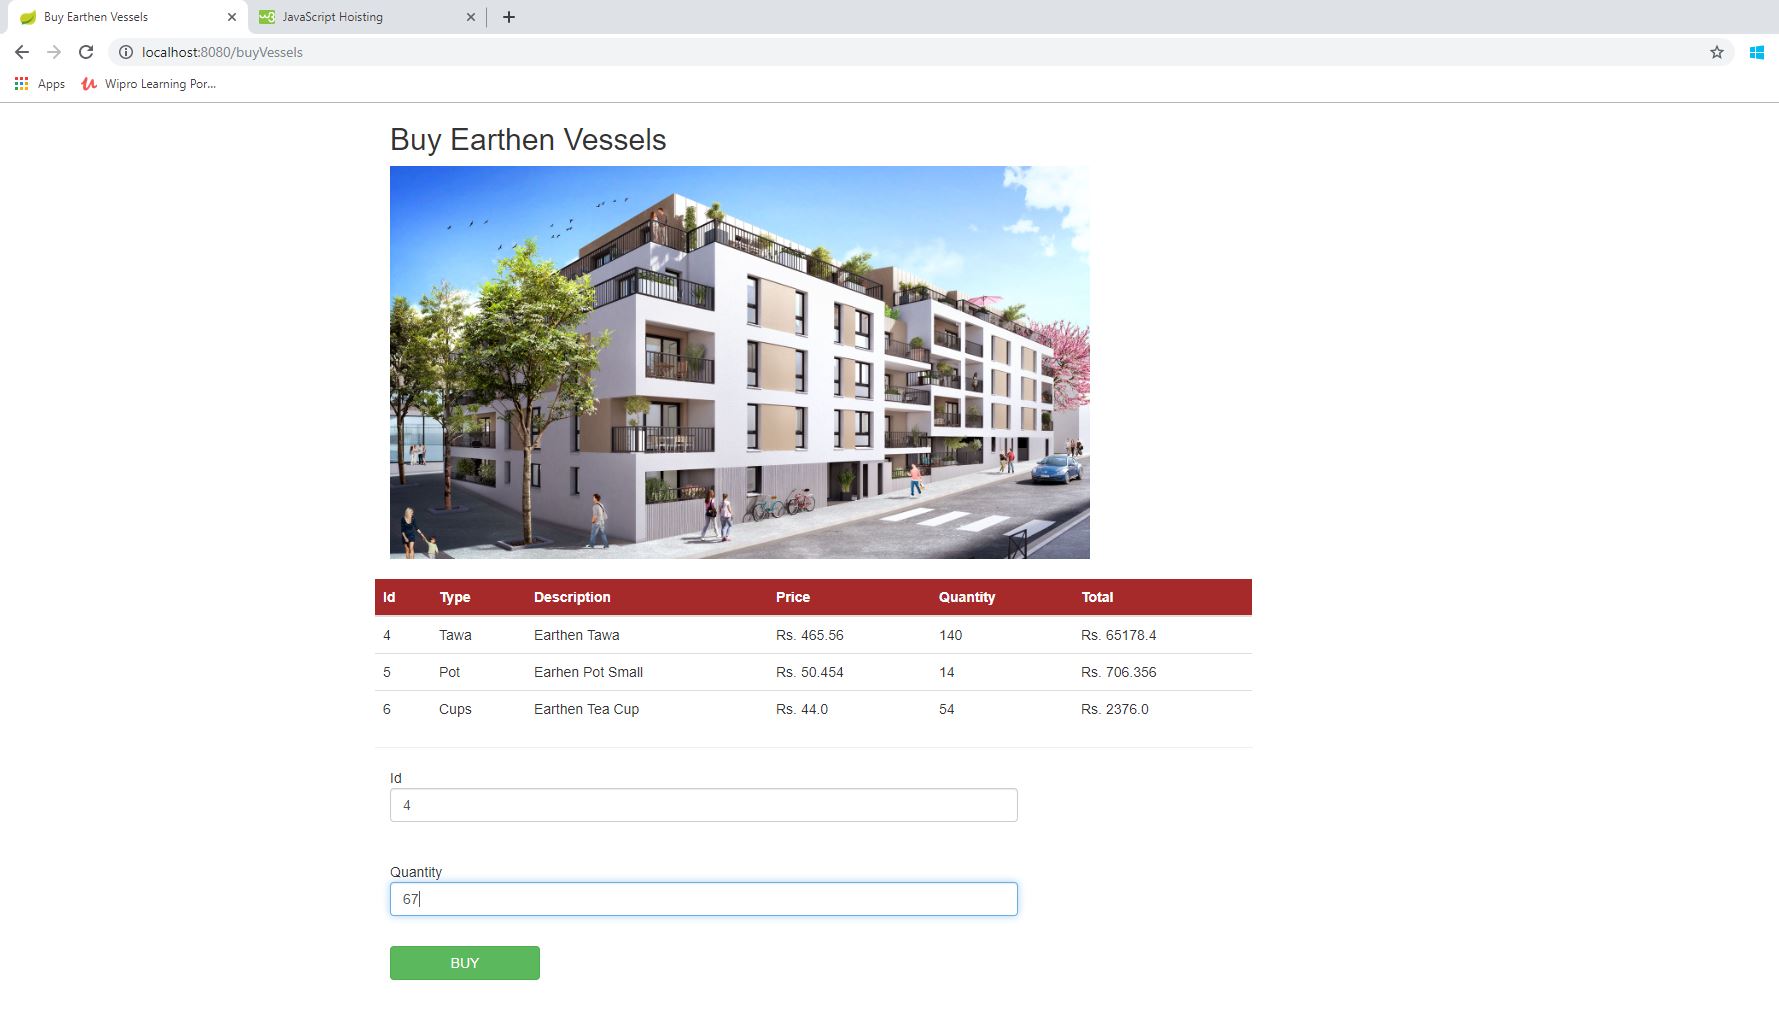 Buy Earthen Vessels
JavaScript Hoisting
localhost:8080/buyVessels
Apps
Wipro Learning Por...
Buy Earthen Vessels
Id Type Description Price Quantity Total
4 Tawa Earthen Tawa Rs. 465.56 140 Rs. 65178.4
5 Pot Earhen Pot Small Rs. 50.454 14 Rs. 706.356
6 Cups Earthen Tea Cup Rs. 44.0 54 Rs. 2376.0
Id
4
Quantity
67
BUY